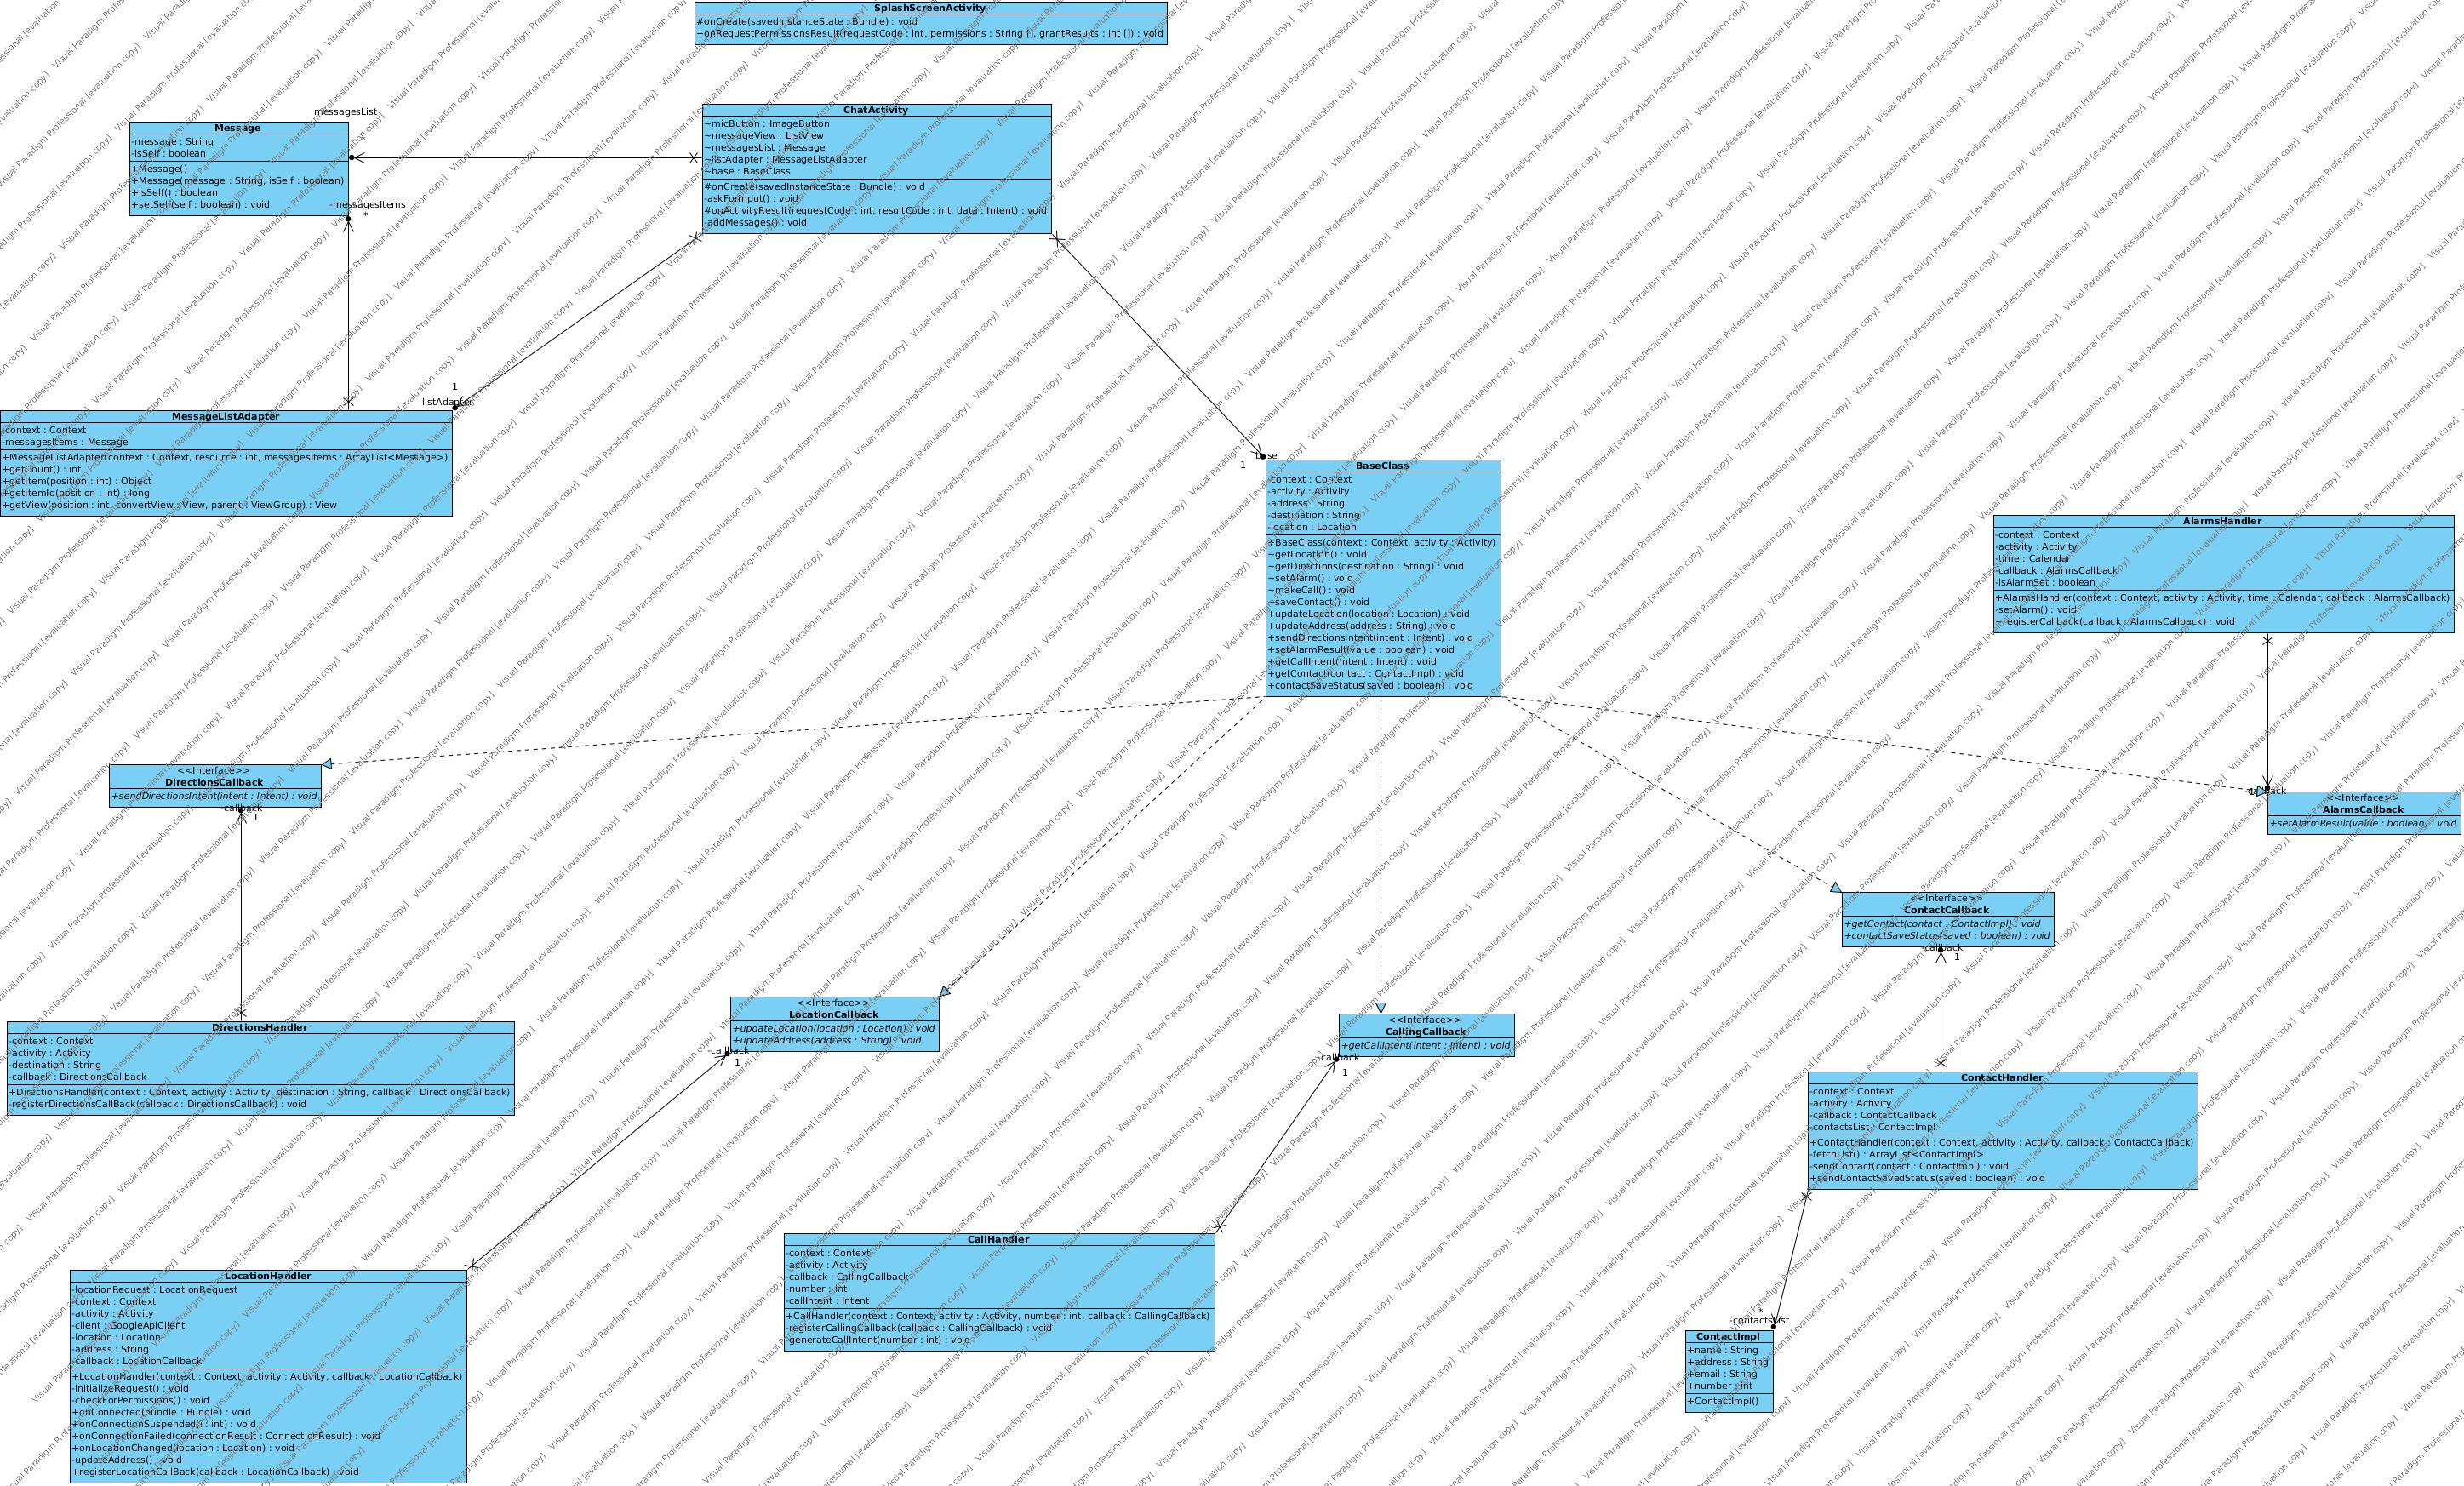 SplashScreenActivity
#onCreate(savedInstanceState : Bundle) : void
+onRequestPermissionsResult(requestCode : int, permissions : String [], grantResults : int []) : void
messagesList
*
Message
-message : String
-isSelf : boolean
+Message()
+Message(message : String, isSelf : boolean)
+isSelf() : boolean
+setSelf(self : boolean) : void
-messagesItems
*
ChatActivity
~micButton : ImageButton
~messageView : ListView
~messagesList : Message
~listAdapter : MessageListAdapter
~base : BaseClass
#onCreate(savedInstanceState : Bundle) : void
-askForInput() : void
#onActivityResult(requestCode : int, resultCode : int, data : Intent) : void
-addMessages() : void
1
listAdapter
MessageListAdapter
-context : Context
-messagesItems : Message
+MessageListAdapter(context : Context, resource : int, messagesItems : ArrayList<Message>)
+getCount() : int
+getItem(position : int) : Object
+getItemId(position : int) : long
+getView(position : int, convertView : View, parent : ViewGroup) : View
base
1
BaseClass
-context : Context
-activity : Activity
-address : String
-destination : String
-location : Location
+BaseClass(context : Context, activity : Activity)
~getLocation() : void
~getDirections(destination : String) : void
~setAlarm() : void
~makeCall() : void
~saveContact() : void
+updateLocation(location : Location) : void
+updateAddress(address : String) : void
+sendDirectionsIntent(intent : Intent) : void
+setAlarmResult(value : boolean) : void
+getCallIntent(intent : Intent) : void
+getContact(contact : ContactImpl) : void
+contactSaveStatus(saved : boolean) : void
AlarmsHandler
-context : Context
-activity : Activity
-time : Calendar
-callback : AlarmsCallback
-isAlarmSet : boolean
+AlarmsHandler(context : Context, activity : Activity, time : Calendar, callback : AlarmsCallback)
-setAlarm() : void
~registerCallback(callback : AlarmsCallback) : void
<<Interface>>
DirectionsCallback
+sendDirectionsIntent(intent : Intent) : void
-callback
1
<<Interface>>
AlarmsCallback
+setAlarmResult(value : boolean) : void
<<Interface>>
ContactCallback
+getContact(contact : ContactImpl) : void
+contactSaveStatus(saved : boolean) : void
-callback
1
<<Interface>>
LocationCallback
+updateLocation(location : Location) : void
+updateAddress(address : String) : void
-callback
1
<<Interface>>
CallingCallback
+getCallIntent(intent : Intent) : void
-callback
1
DirectionsHandler
-context : Context
-activity : Activity
-destination : String
-callback : DirectionsCallback
+DirectionsHandler(context : Context, activity : Activity, destination : String, callback : DirectionsCallback)
-registerDirectionsCallBack(callback : DirectionsCallback) : void
ContactHandler
-context : Context
-activity : Activity
-callback : ContactCallback
-contactsList : ContactImpl
+ContactHandler(context : Context, activity : Activity, callback : ContactCallback)
-fetchList() : ArrayList<ContactImpl>
-sendContact(contact : ContactImpl) : void
+sendContactSavedStatus(saved : boolean) : void
CallHandler
-context : Context
-activity : Activity
-callback : CallingCallback
-number : int
-callIntent : Intent
+CallHandler(context : Context, activity : Activity, number : int, callback : CallingCallback)
-registerCallingCallback(callback : CallingCallback) : void
-generateCallIntent(number : int) : void
LocationHandler
-locationRequest : LocationRequest
-context : Context
-activity : Activity
-client : GoogleApiClient
-location : Location
-address : String
-callback : LocationCallback
+LocationHandler(context : Context, activity : Activity, callback : LocationCallback)
-initializeRequest() : void
-checkForPermissions() : void
+onConnected(bundle : Bundle) : void
+onConnectionSuspended(i : int) : void
+onConnectionFailed(connectionResult : ConnectionResult) : void
+onLocationChanged(location : Location) : void
-updateAddress() : void
+registerLocationCallBack(callback : LocationCallback) : void
*
-contactsList
ContactImpl
+name : String
+address : String
+email : String
+number : int
+ContactImpl()
Visual Paradigm Professional [evaluation copy]